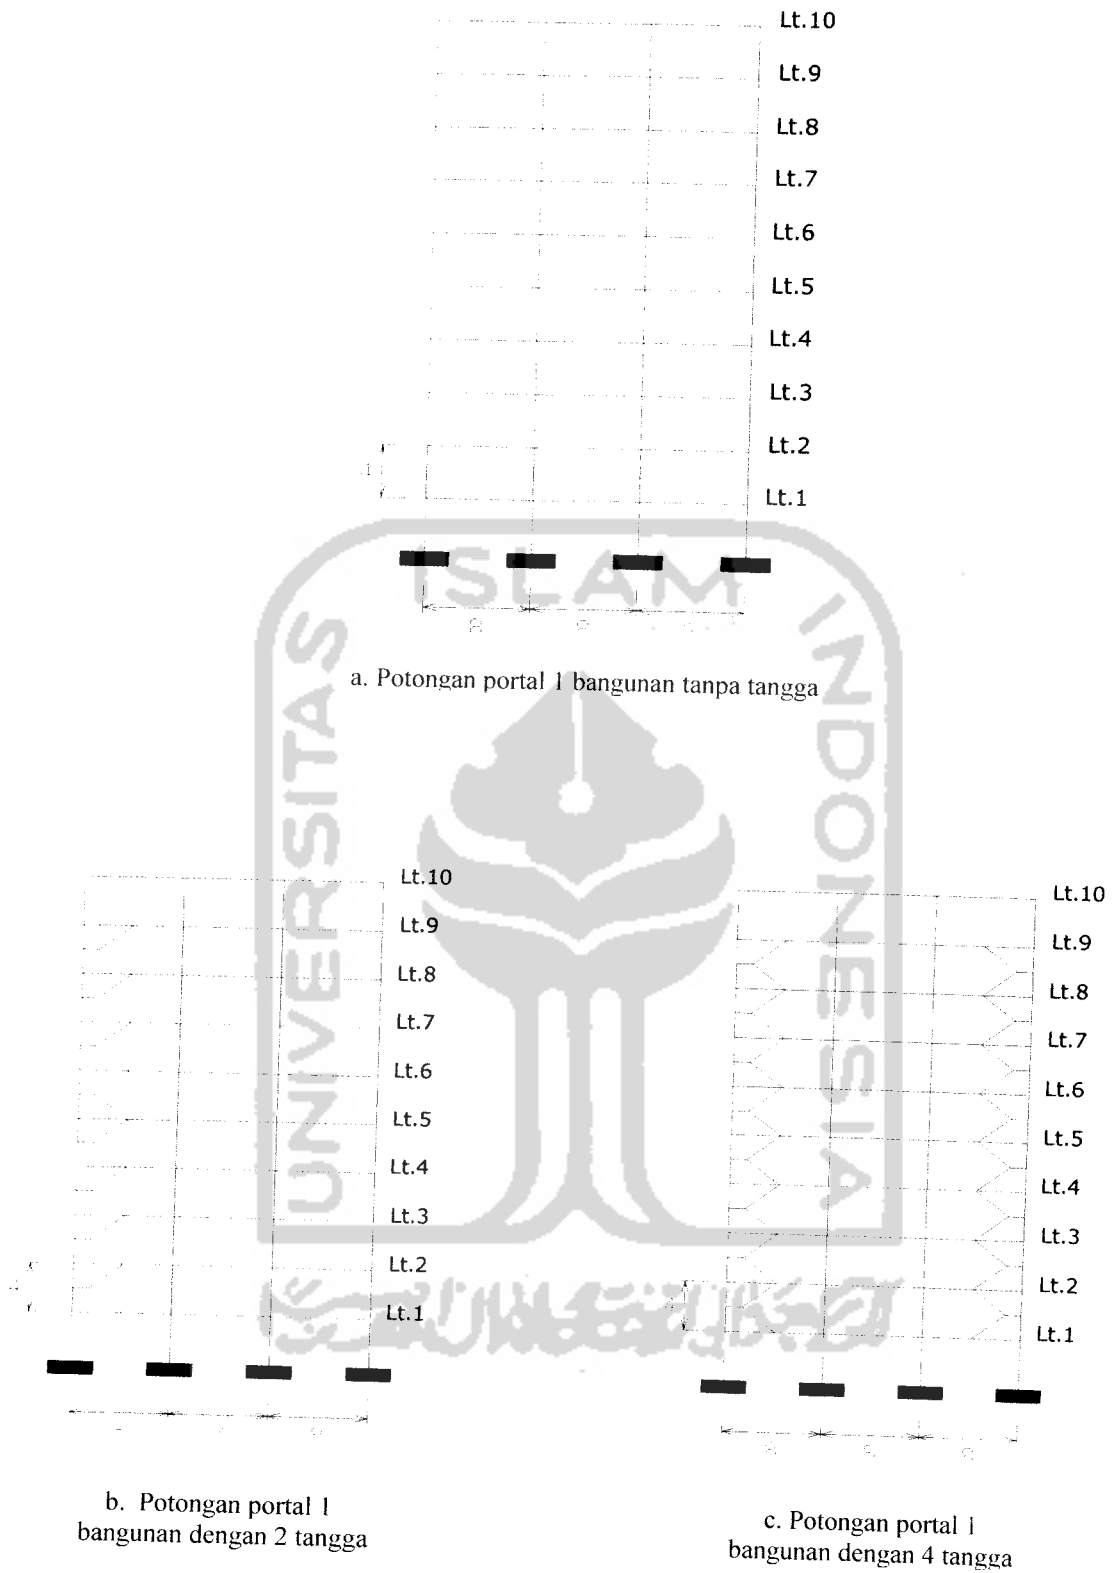 Lt.10
Lt.9
Lt.8
Lt.7
Lt.6
Lt.5
Lt.4
Lt.3
Lt.2
Lt.1
ISLAM
UNIVERSITAS
INDONESIA
a. Potongan portal 1 bangunan tanpa tangga
Lt.10
Lt.9
Lt.8
Lt.7
Lt.6
Lt.5
Lt.4
Lt.3
Lt.2
Lt.1
b. Potongan portal 1
bangunan dengan 2 tangga
Lt.10
Lt.9
Lt.8
Lt.7
Lt.6
Lt.5
Lt.4
Lt.3
Lt.2
Lt.1
c. Potongan portal 1
bangunan dengan 4 tangga